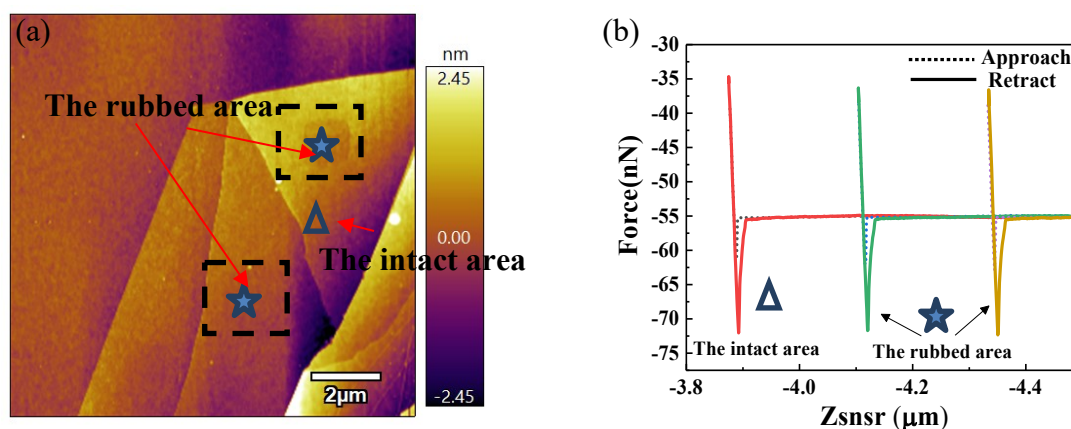 (a)
The rubbed area
The intact area
2μm
nm
2.45
0.00
-2.45
(b)
Approach
Retract
Force(nN)
-30
-35
-40
-45
-50
-55
-60
-65
-70
-75
The intact area
The rubbed area
-3.8 -4.0 -4.2 -4.4
Zsnsr (μm)